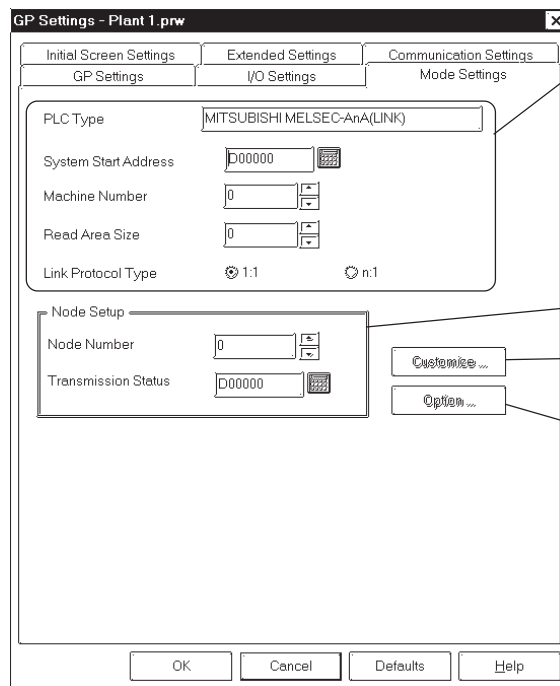 GP Settings - Plant 1.prw
Initial Screen Settings Extended Settings Communication Settings
GP Settings I/O Settings Mode Settings
PLC Type MITSUBISHI MELSEC-AnA(LINK)
System Start Address D00000
Machine Number 0
Read Area Size 0
Link Protocol Type 1:1 n:1
Node Setup
Node Number 0
Transmission Status D00000
Customize ...
Option ...
OK Cancel Defaults Help